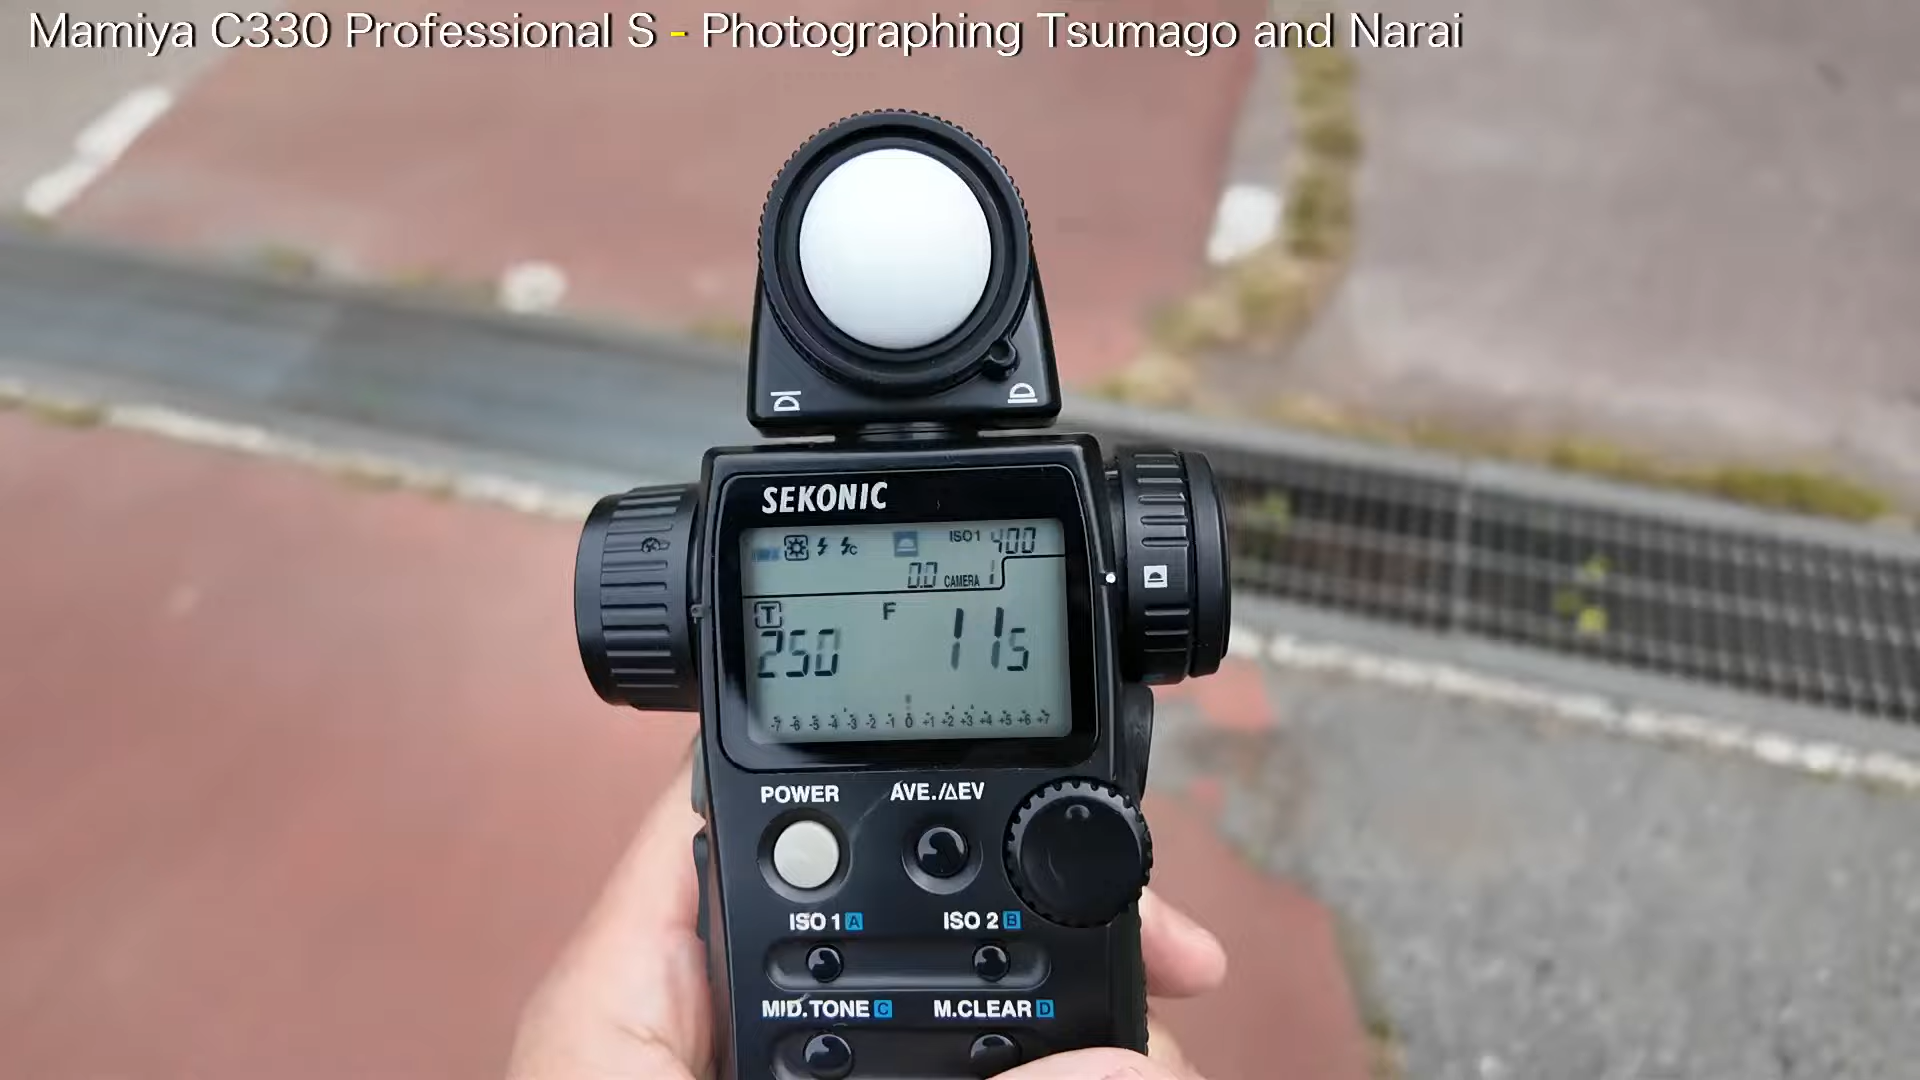 Mamiya C330 Professional S - Photographing Tsumago and Narai
SEKONIC
ISO1 400
0.0 CAMERA 1
T F
250 11 5
-7 -6 -5 -4 -3 -2 -1 0 +1 +2 +3 +4 +5 +6 +7
POWER AVE./ΔEV
ISO 1 A ISO 2 B
MID.TONE C M.CLEAR D